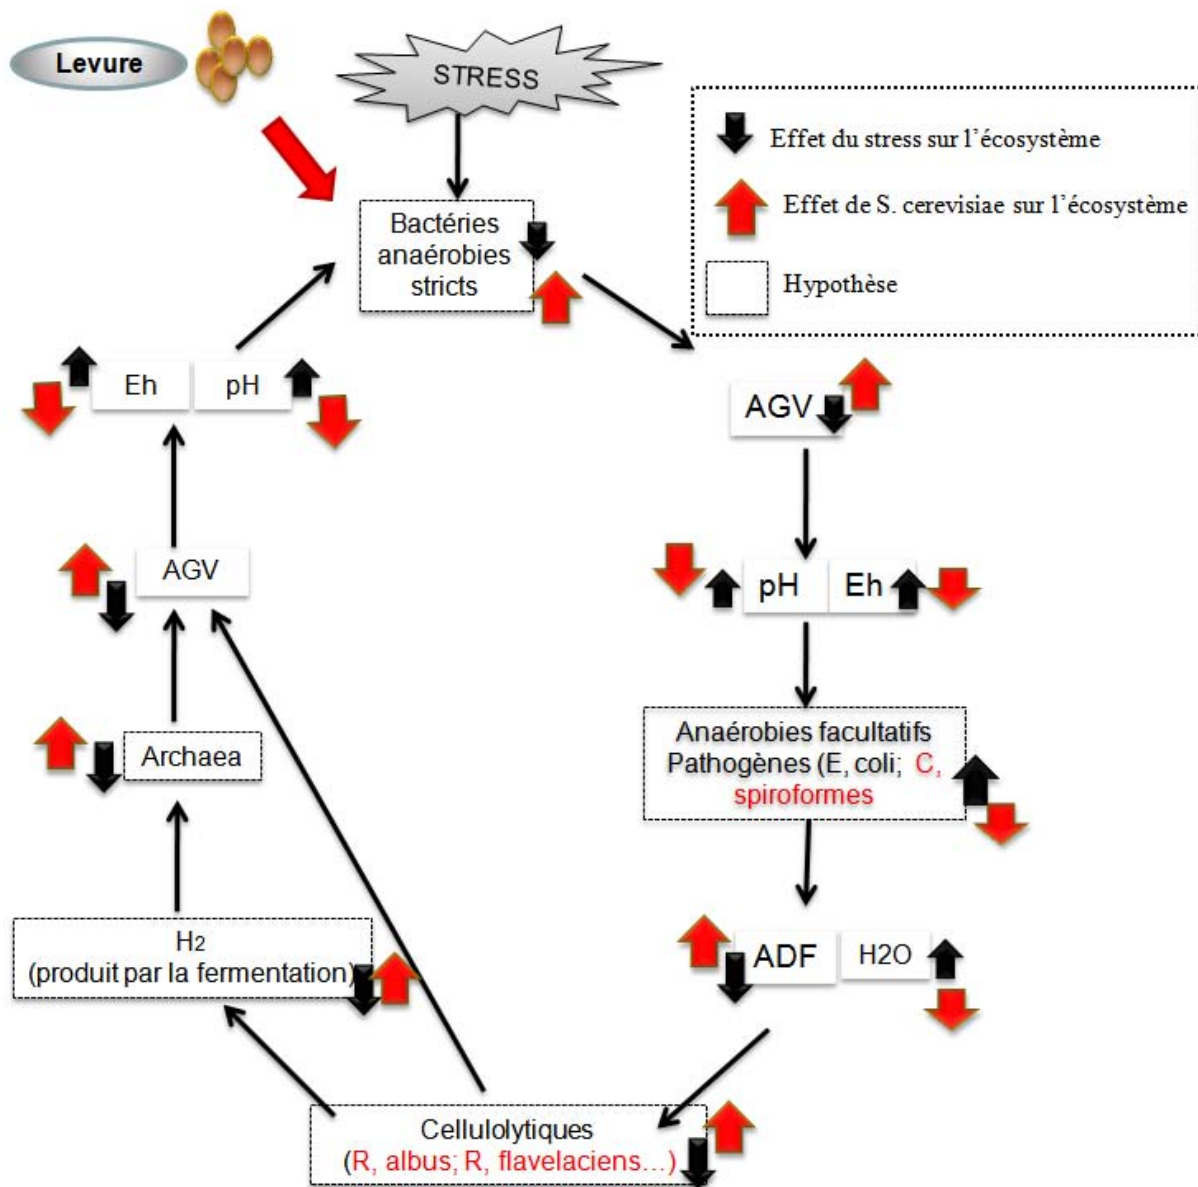 Levure
STRESS
Effet du stress sur l'écosystème
Effet de S. cerevisiae sur l'écosystème
Hypothèse
Bactéries
anaérobies
stricts
Eh
pH
AGV
AGV
pH
Eh
Anaérobies facultatifs
Pathogènes (E, coli; C,
spiroformes
Archaea
H2
(produit par la fermentation)
ADF
H2O
Cellulolytiques
(R, albus; R, flavelaciens…)